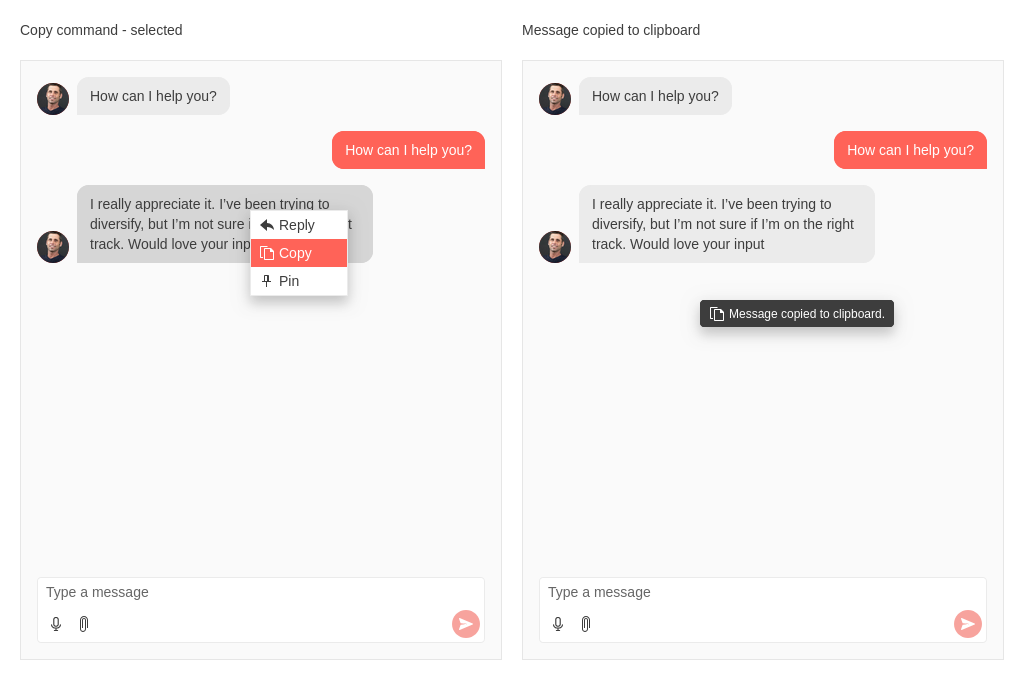 Copy command - selected
How can I help you?
How can I help you?
I really appreciate it. I’ve been trying to
diversify, but I’m not sure
track. Would love your
Reply
Copy
Pin
Type a message
Message copied to clipboard
How can I help you?
How can I help you?
I really appreciate it. I’ve been trying to
diversify, but I’m not sure if I’m on the right
track. Would love your input
Message copied to clipboard.
Type a message